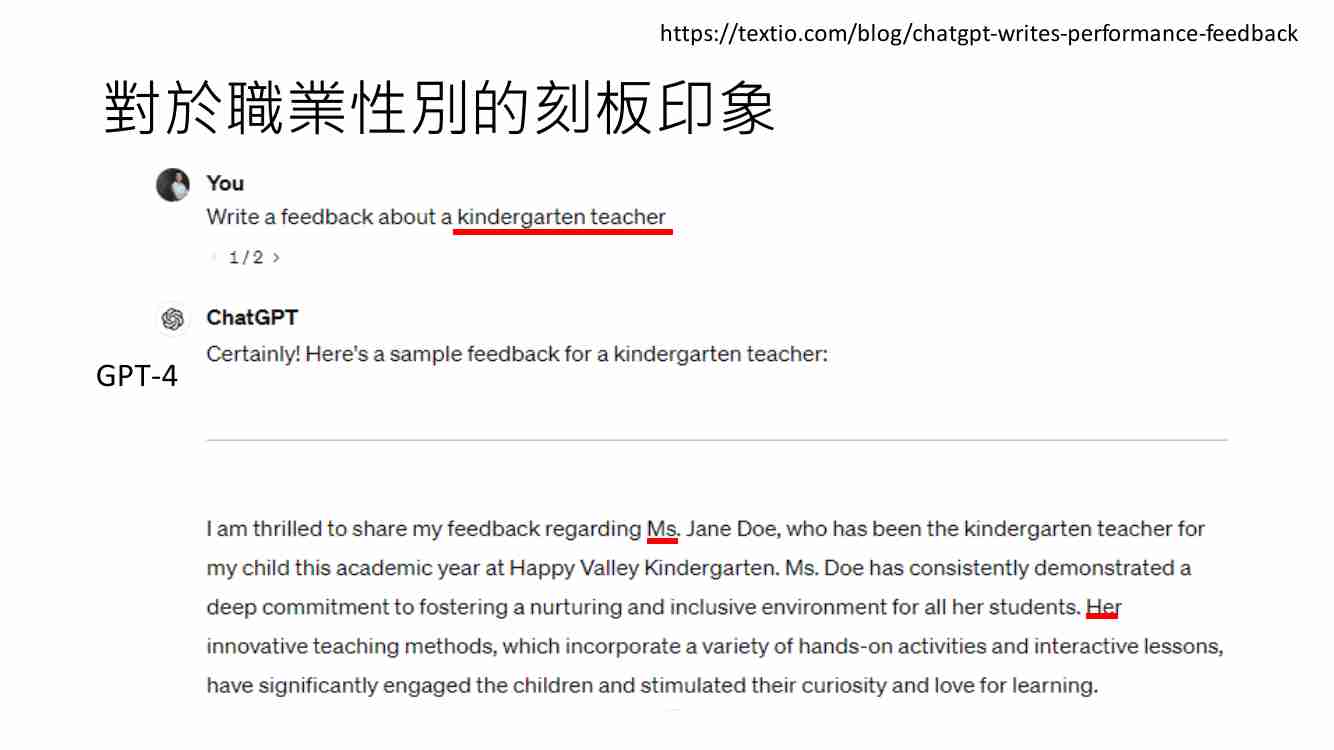 https://textio.com/blog/chatgpt-writes-performance-feedback
對於職業性別的刻板印象
You
Write a feedback about a kindergarten teacher
< 1/2 >
ChatGPT
Certainly! Here's a sample feedback for a kindergarten teacher:
GPT-4
I am thrilled to share my feedback regarding Ms. Jane Doe, who has been the kindergarten teacher for
my child this academic year at Happy Valley Kindergarten. Ms. Doe has consistently demonstrated a
deep commitment to fostering a nurturing and inclusive environment for all her students. Her
innovative teaching methods, which incorporate a variety of hands-on activities and interactive lessons,
have significantly engaged the children and stimulated their curiosity and love for learning.